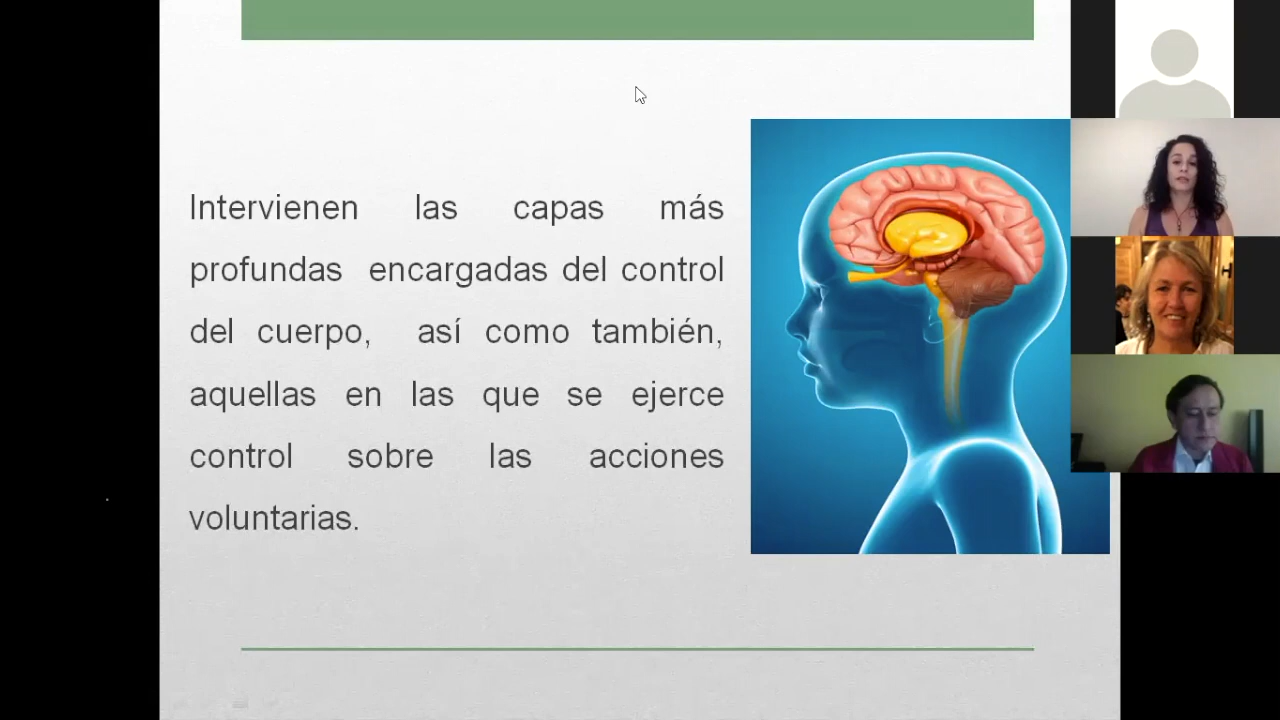 Intervienen las capas más
profundas encargadas del control
del cuerpo, así como también,
aquellas en las que se ejerce
control sobre las acciones
voluntarias.